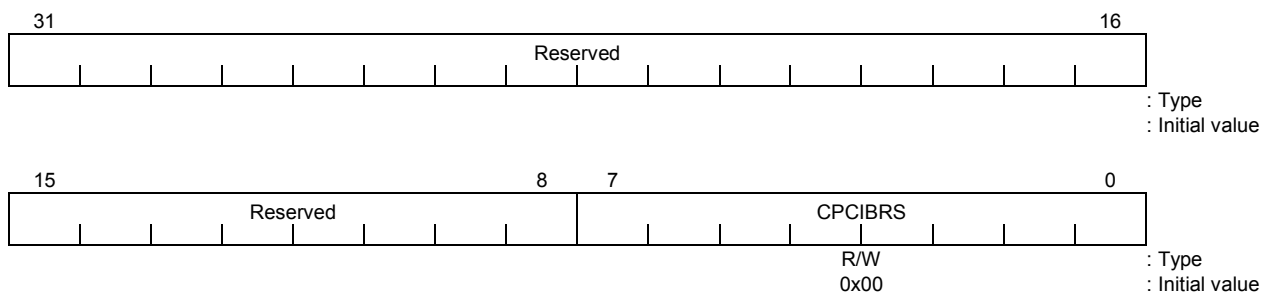 31 16
Reserved
: Type
: Initial value
15 8 7 0
Reserved CPCIBRS
R/W : Type
0x00 : Initial value